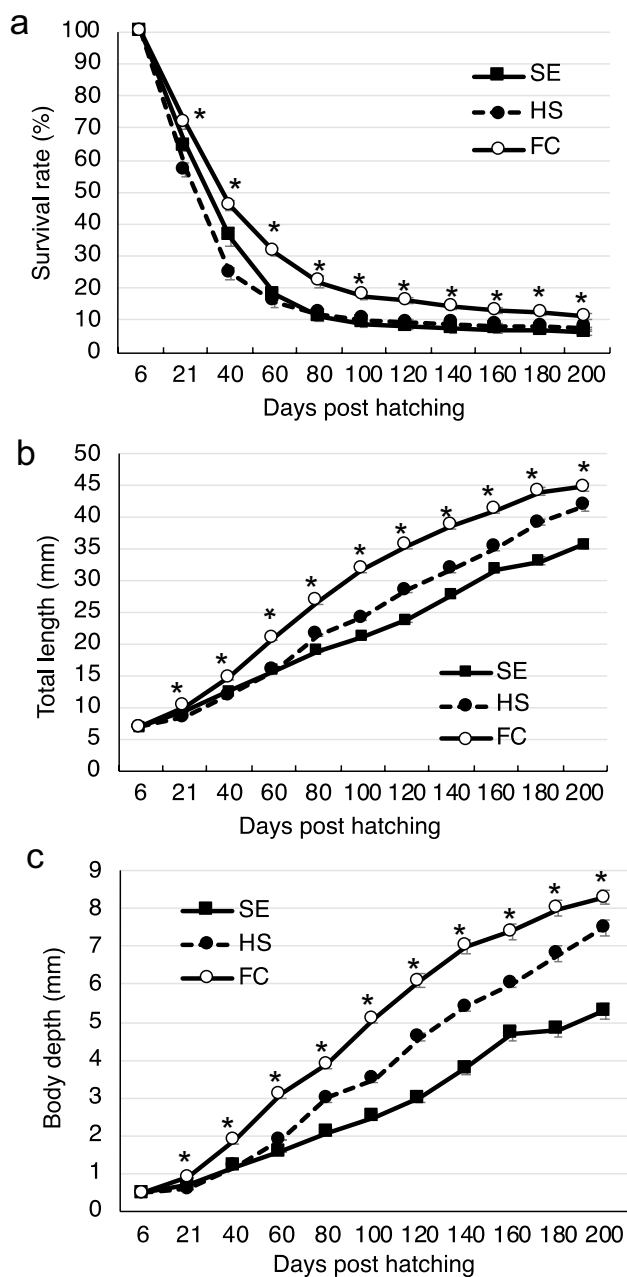 a
100
90
80
70
60
50
40
30
20
10
0
Survival rate (%)
SE
HS
FC
*
*
*
*
*
*
*
*
*
*
6 21 40 60 80 100 120 140 160 180 200
Days post hatching
b
50
45
40
35
30
25
20
15
10
5
0
Total length (mm)
*
*
*
*
*
*
*
*
*
*
SE
HS
FC
6 21 40 60 80 100 120 140 160 180 200
Days post hatching
c
9
8
7
6
5
4
3
2
1
0
Body depth (mm)
SE
HS
FC
*
*
*
*
*
*
*
*
*
*
6 21 40 60 80 100 120 140 160 180 200
Days post hatching